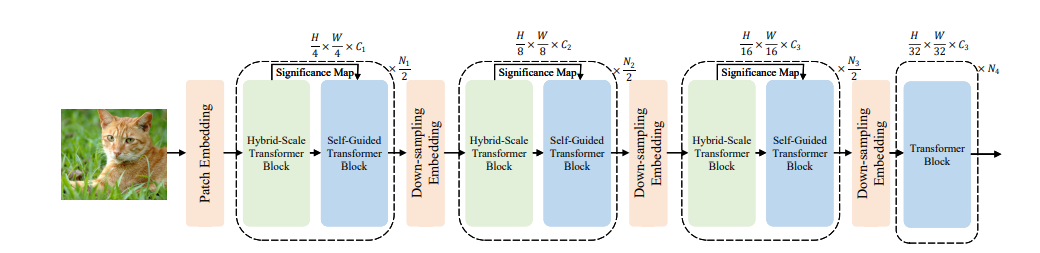 H/4 × W/4 × C₁
× N₁/2
Significance Map
Patch Embedding
Hybrid-Scale
Transformer
Block
Self-Guided
Transformer
Block
Down-sampling
Embedding
H/8 × W/8 × C₂
× N₂/2
Significance Map
Hybrid-Scale
Transformer
Block
Self-Guided
Transformer
Block
Down-sampling
Embedding
H/16 × W/16 × C₃
× N₃/2
Significance Map
Hybrid-Scale
Transformer
Block
Self-Guided
Transformer
Block
Down-sampling
Embedding
H/32 × W/32 × C₃
× N₄
Transformer
Block